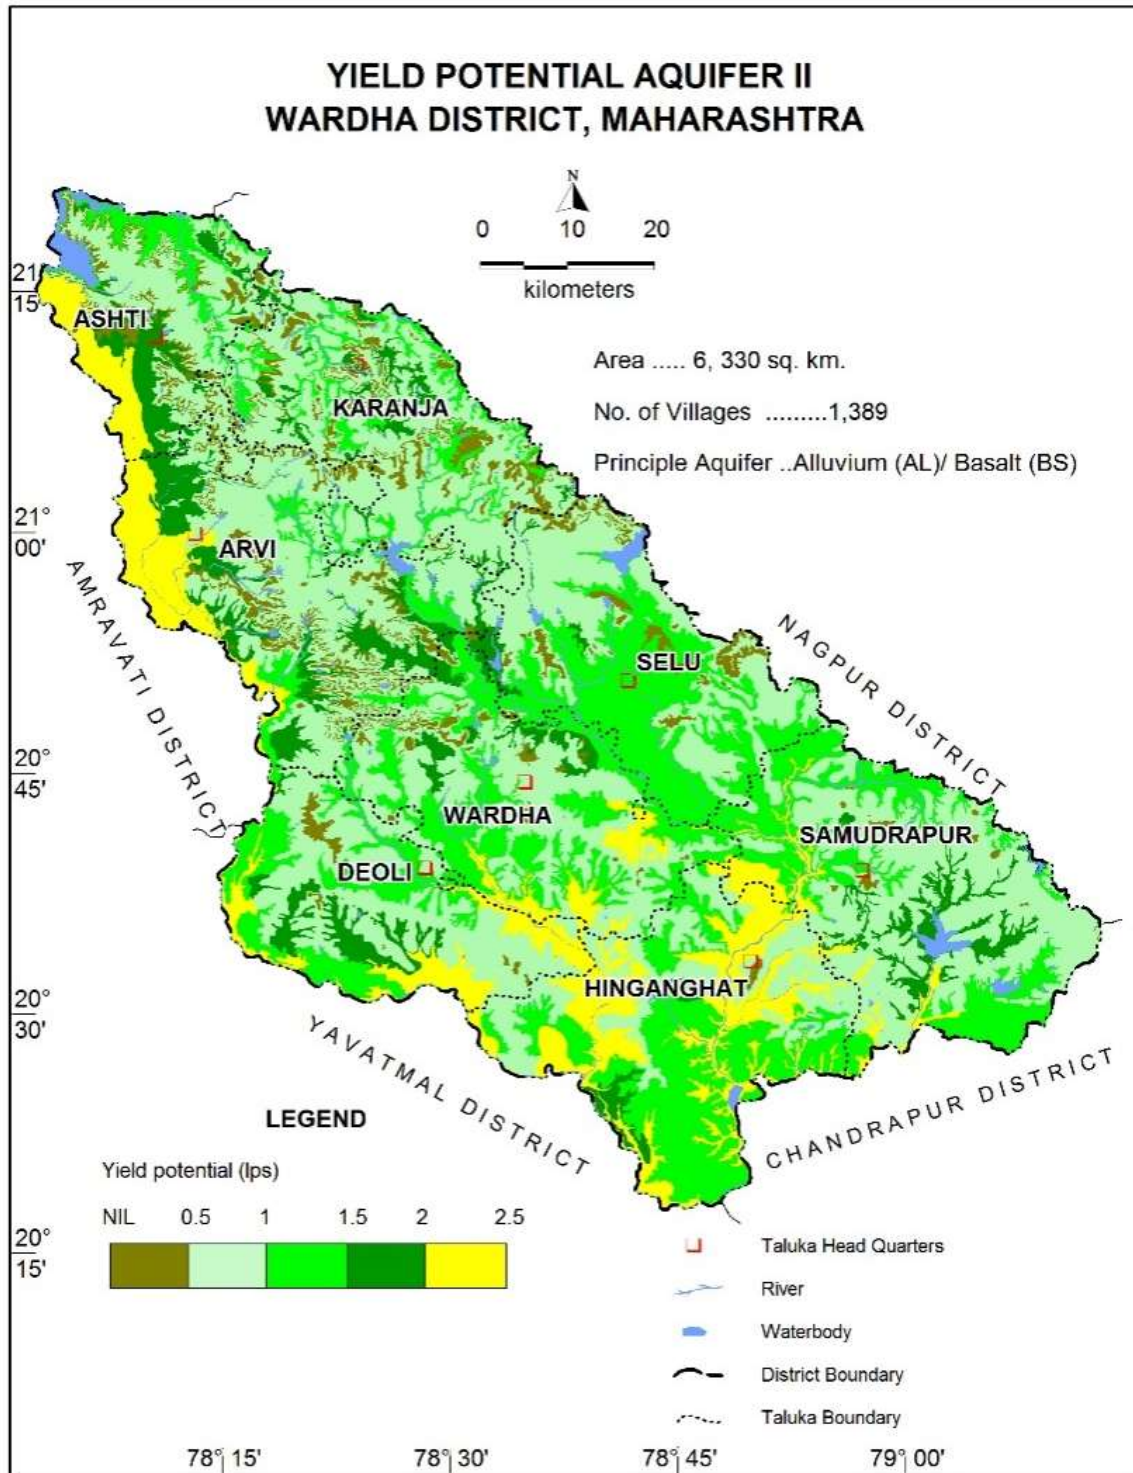 YIELD POTENTIAL AQUIFER II
WARDHA DISTRICT, MAHARASHTRA
N
0 10 20
kilometers
21°
15'
ASHTI
KARANJA
Area ..... 6, 330 sq. km.
No. of Villages .........1,389
Principle Aquifer ..Alluvium (AL)/ Basalt (BS)
21°
00'
ARVI
AMRAVATI DISTRICT
NAGPUR DISTRICT
SELU
20°
45'
WARDHA
SAMUDRAPUR
DEOLI
HINGANGHAT
20°
30'
YAVATMAL DISTRICT
CHANDRAPUR DISTRICT
LEGEND
Yield potential (lps)
NIL 0.5 1 1.5 2 2.5
20°
15'
Taluka Head Quarters
River
Waterbody
District Boundary
Taluka Boundary
78° 15' 78° 30' 78° 45' 79° 00'